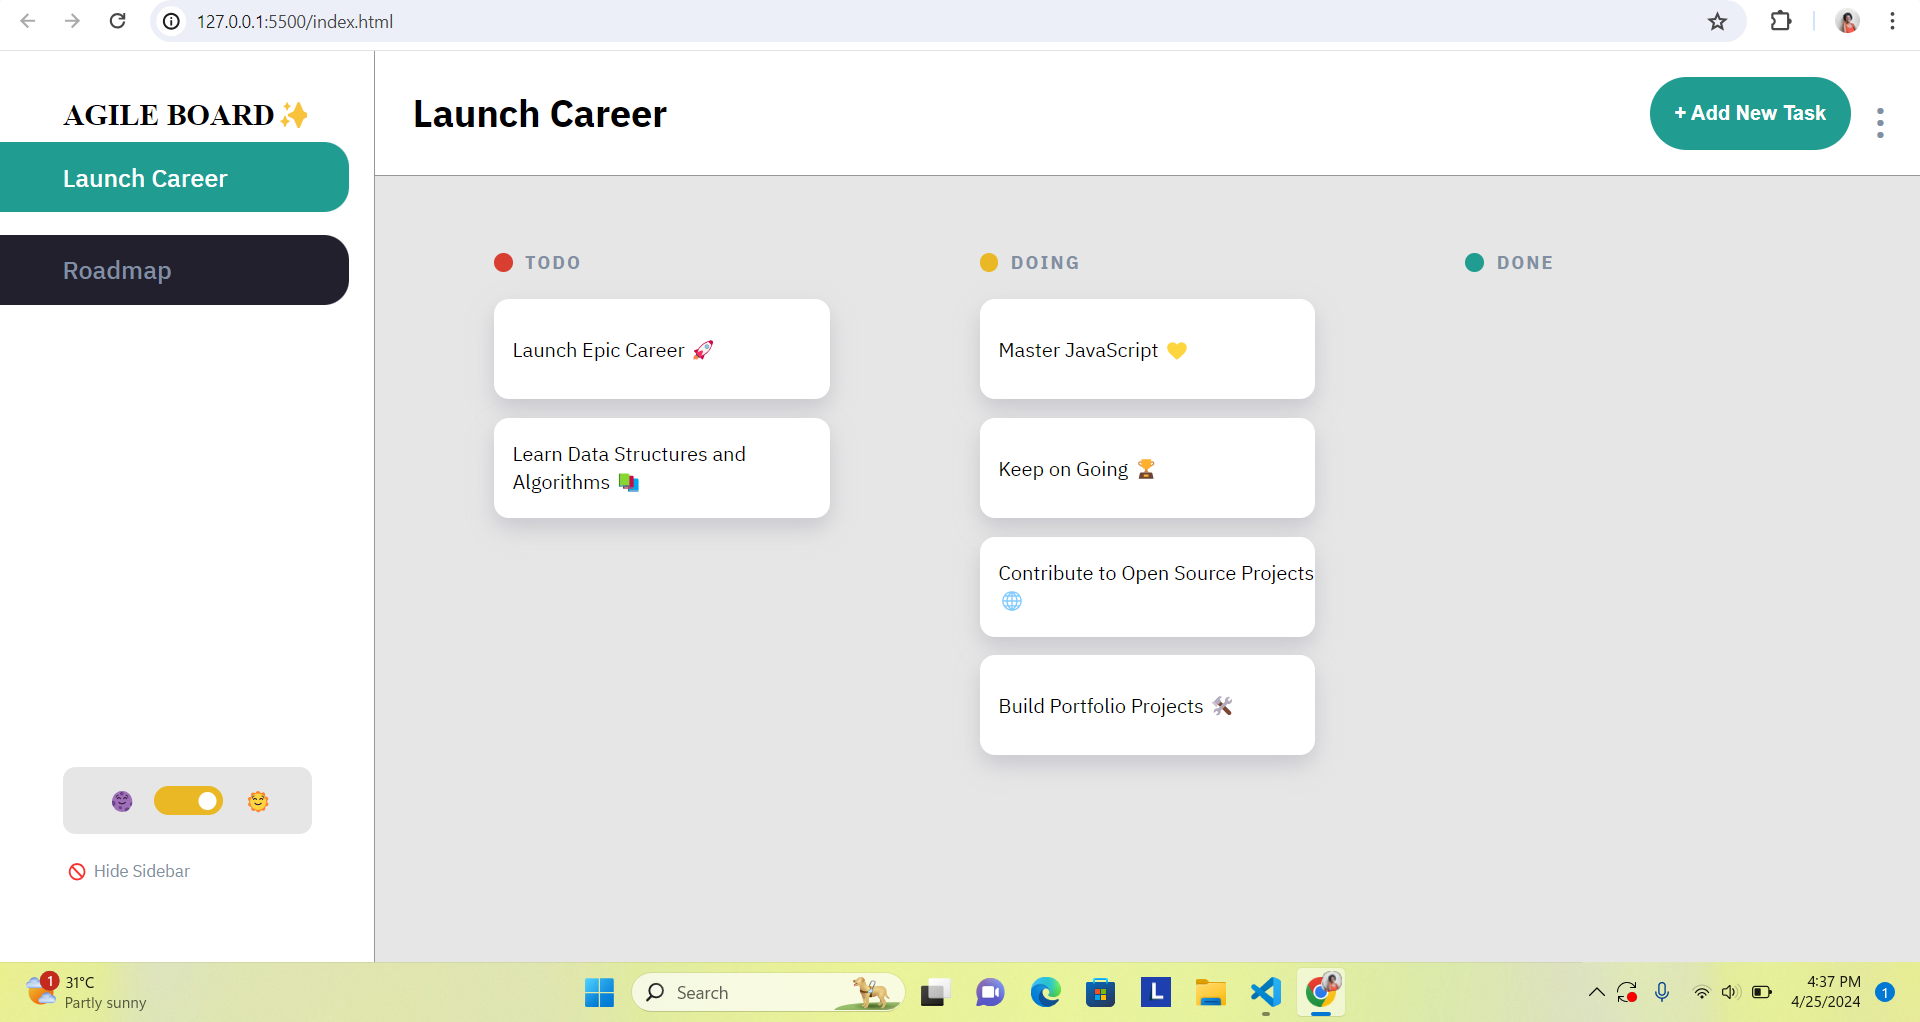 127.0.0.1:5500/index.html
AGILE BOARD✨
Launch Career
Roadmap
Hide Sidebar
Launch Career
+ Add New Task
TODO
Launch Epic Career 🚀
Learn Data Structures and
Algorithms 📚
DOING
Master JavaScript 💛
Keep on Going 🏆
Contribute to Open Source Projects
🌐
Build Portfolio Projects 🛠️
DONE
1
31°C
Partly sunny
Search
L
4:37 PM
4/25/2024
1